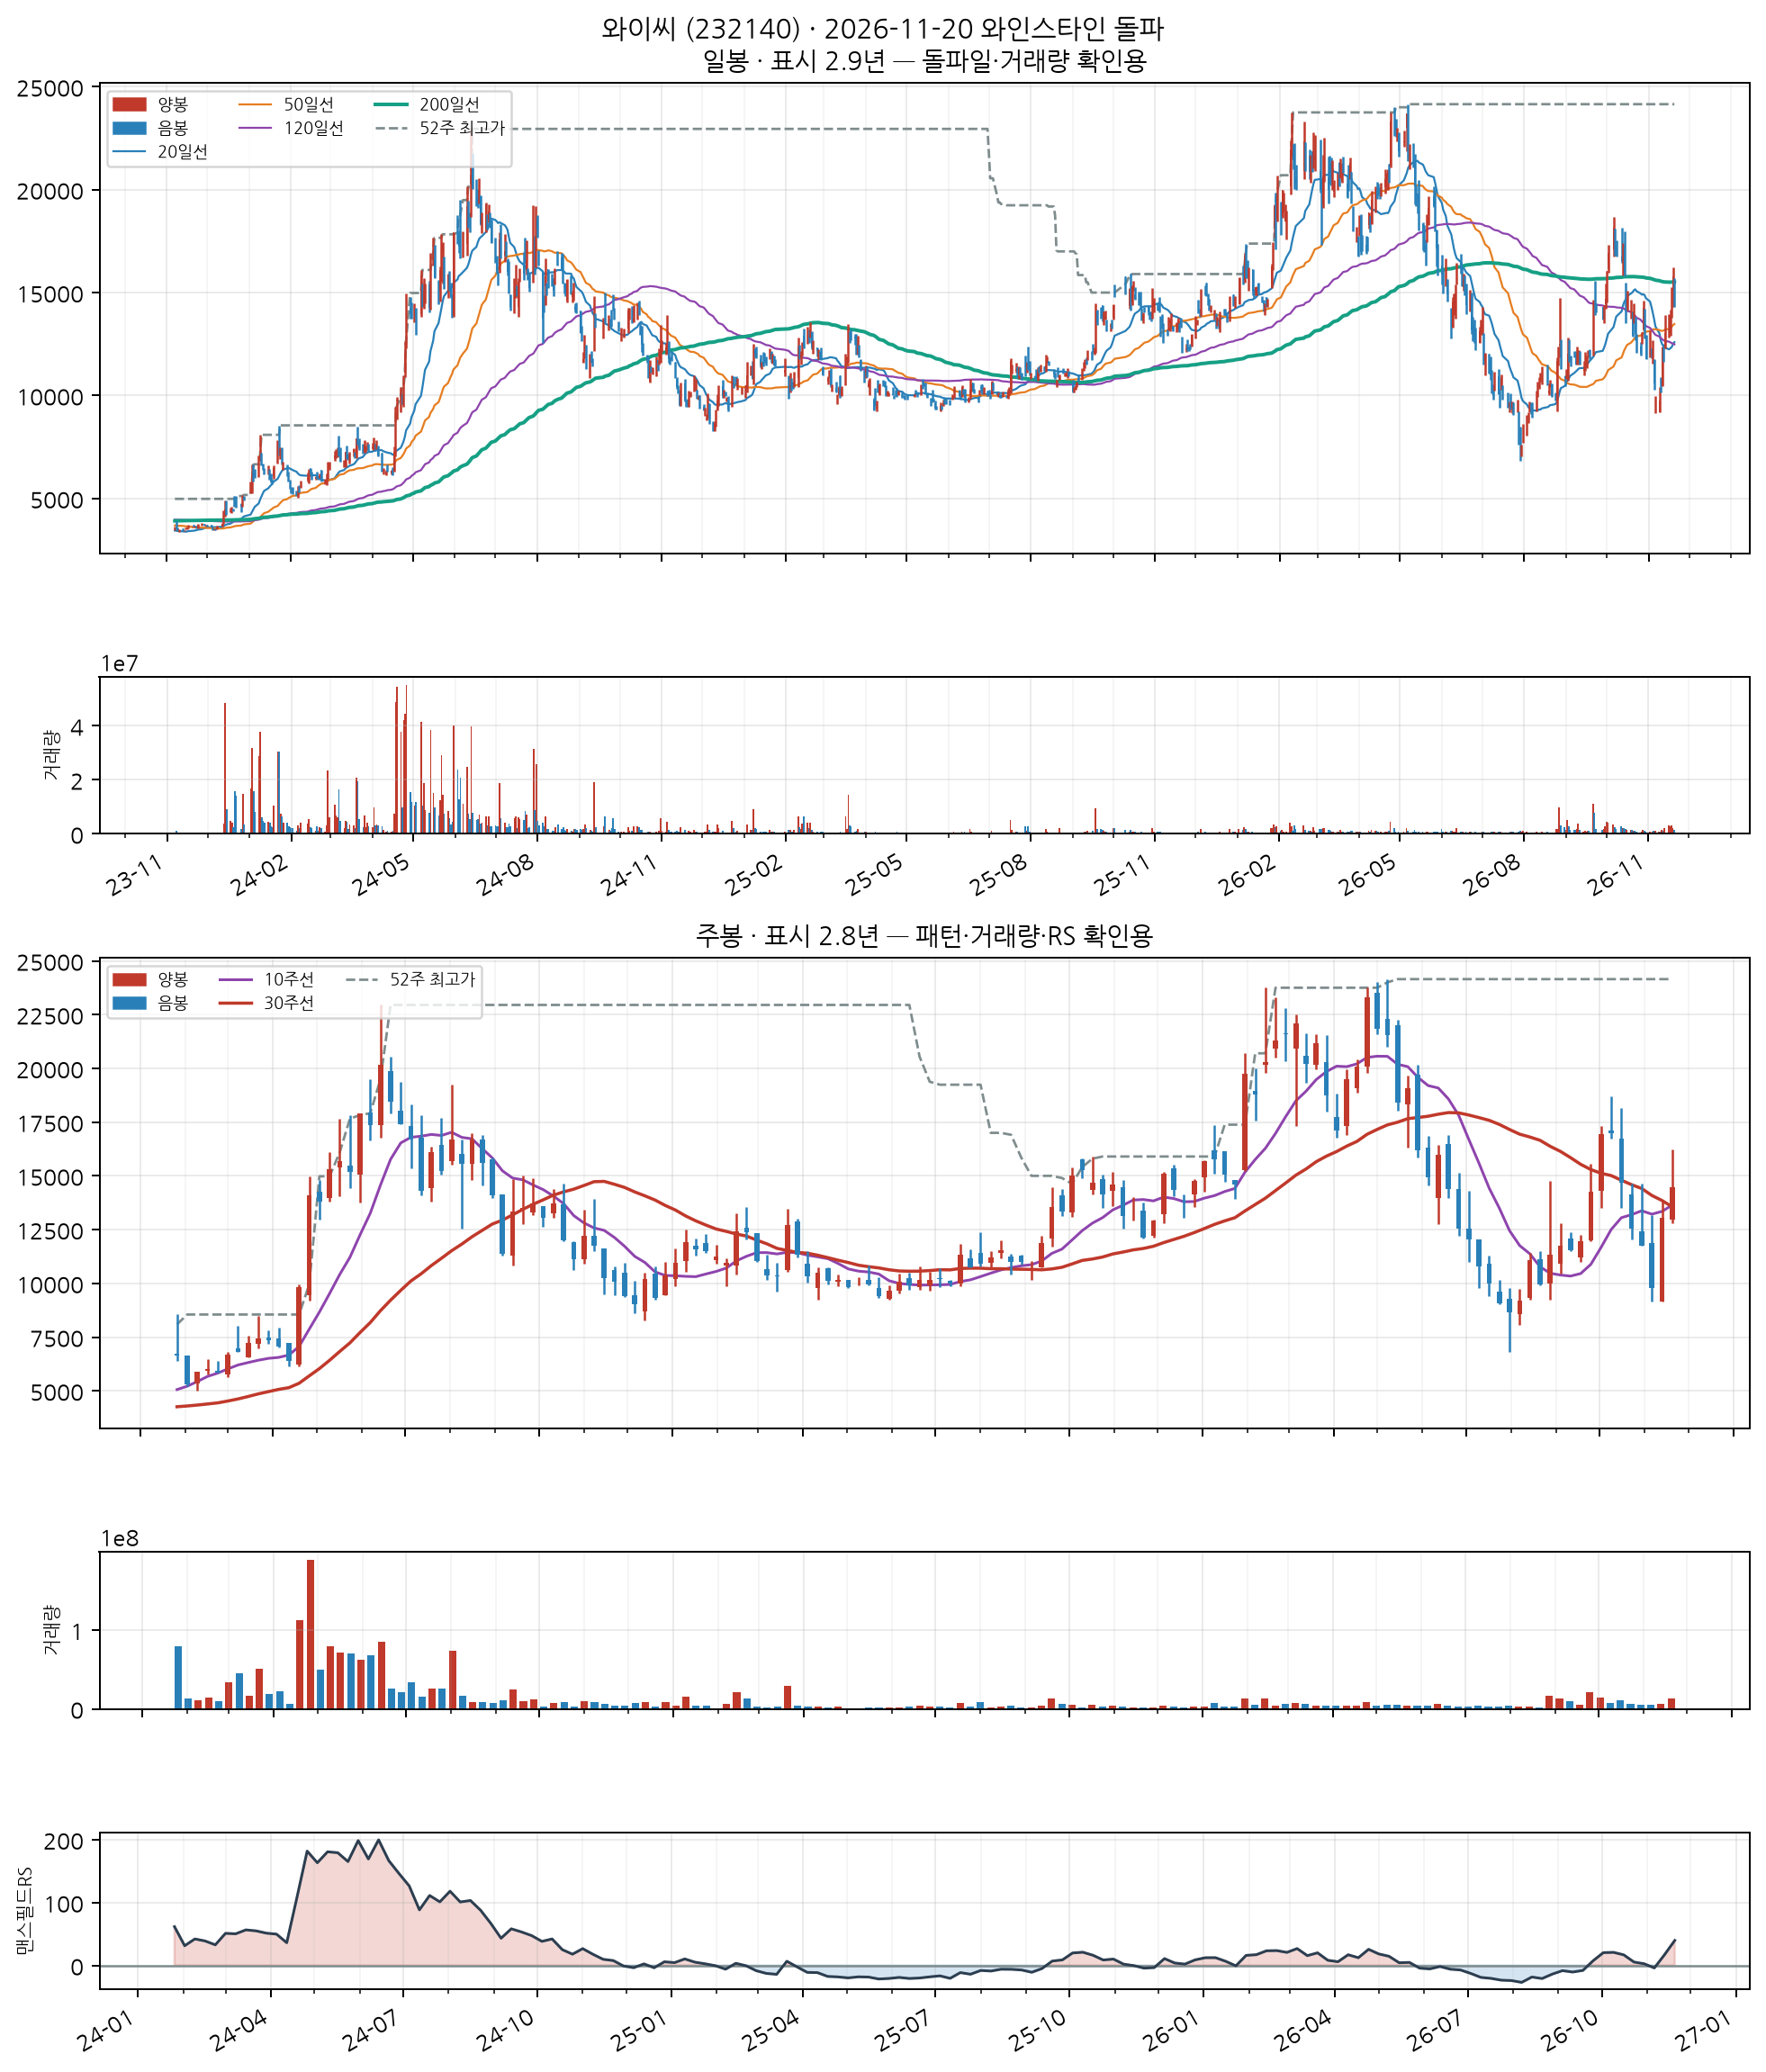 와이씨 (232140) · 2026-11-20 와인스타인 돌파
일봉 · 표시 2.9년 — 돌파일·거래량 확인용
양봉
음봉
20일선
50일선
120일선
200일선
52주 최고가
25000
20000
15000
10000
5000
1e7
거래량
4
2
0
23-11
24-02
24-05
24-08
24-11
25-02
25-05
25-08
25-11
26-02
26-05
26-08
26-11
주봉 · 표시 2.8년 — 패턴·거래량·RS 확인용
양봉
음봉
10주선
30주선
52주 최고가
25000
22500
20000
17500
15000
12500
10000
7500
5000
1e8
거래량
1
0
맨스필드RS
200
100
0
24-01
24-04
24-07
24-10
25-01
25-04
25-07
25-10
26-01
26-04
26-07
26-10
27-01